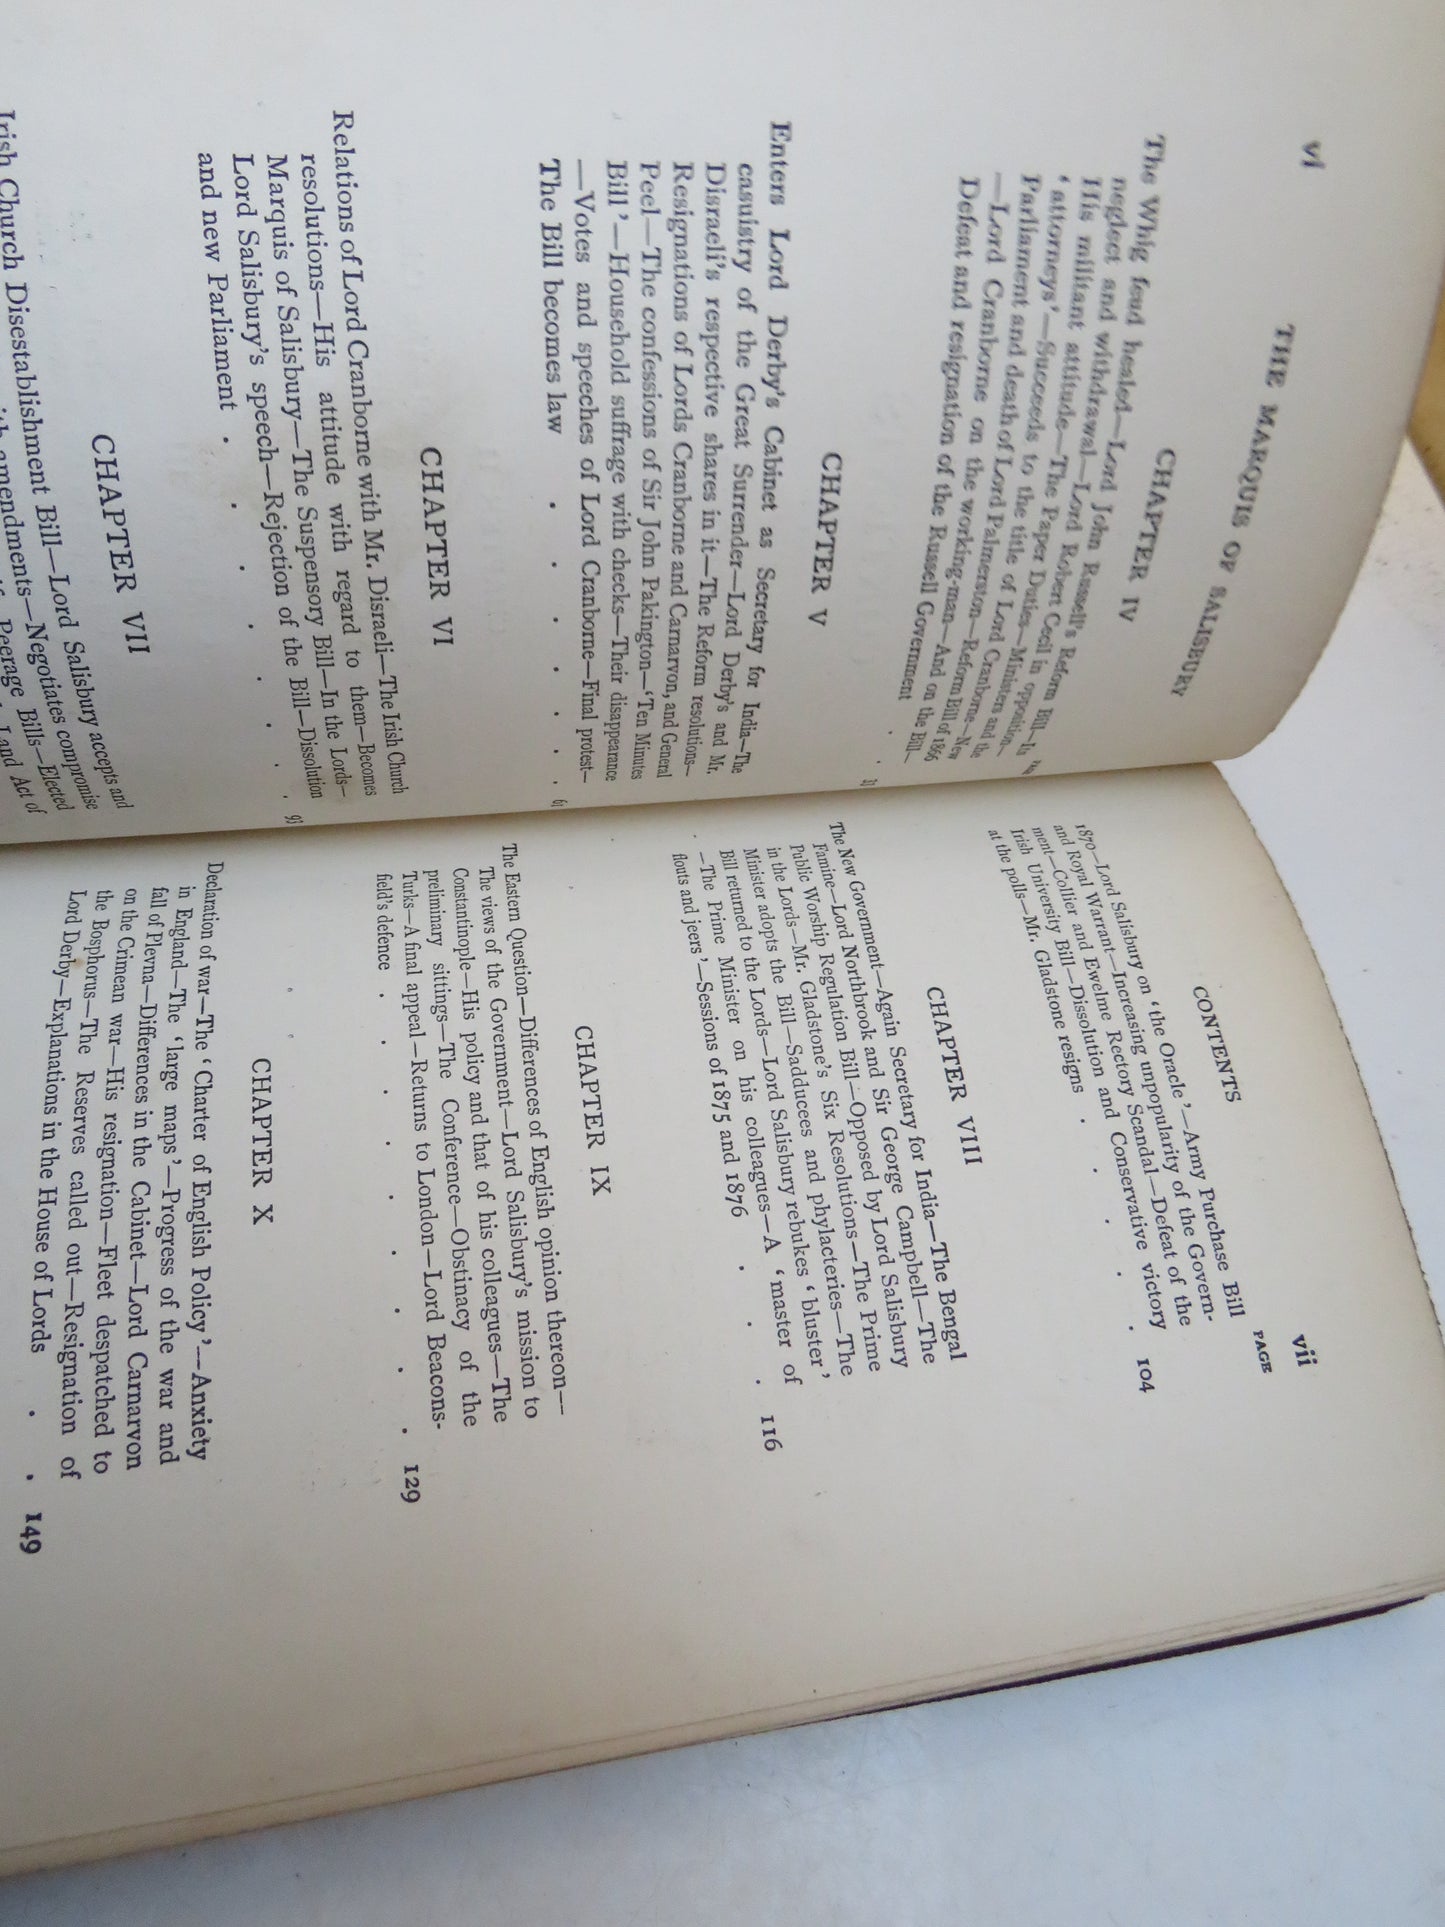 vi
THE MARQUIS OF SALISBURY
CHAPTER IV
The Whig feud healed—Lord John Russell's Reform Bill—Its
neglect and withdrawal—Lord Robert Cecil in opposition—
His militant attitude—The Paper Duties—Ministers
'attorneys'—Succeeds to the title of Lord Cranborne—New
Parliament and death of Lord Palmerston—Reform Bill of 1866
—Lord Cranborne on the working-man—And on the Bill—
Defeat and resignation of the Russell Government
CHAPTER V
Enters Lord Derby's Cabinet as Secretary for India—The
casuistry of the Great Surrender—Lord Derby's and Mr.
Disraeli's respective shares in it—The Reform resolutions—
Resignations of Lords Cranborne and Carnarvon, and General
Peel—The confessions of Sir John Pakington—'Ten Minutes
Bill'—Household suffrage with checks—Their disappearance
—Votes and speeches of Lord Cranborne—Final protest—
The Bill becomes law . . . . . . 61
CHAPTER VI
Relations of Lord Cranborne with Mr. Disraeli—The Irish Church
resolutions—His attitude with regard to them—Becomes
Marquis of Salisbury—The Suspensory Bill—In the Lords—
Lord Salisbury's speech—Rejection of the Bill—Dissolution
and new Parliament . . . . . . . 93
CHAPTER VII
Irish Church Disestablishment Bill—Lord Salisbury accepts and
amendments—Negotiates compromise
Peerage Bills—Elected
Land Act of
CONTENTS
vii
PAGE
1870—Lord Salisbury on 'the Oracle'—Army Purchase Bill
and Royal Warrant—Increasing unpopularity of the Govern-
ment—Collier and Ewelme Rectory Scandal—Defeat of the
Irish University Bill—Dissolution and Conservative victory
at the polls—Mr. Gladstone resigns . . . . . 104
CHAPTER VIII
The New Government—Again Secretary for India—The Bengal
Famine—Lord Northbrook and Sir George Campbell—The
Public Worship Regulation Bill—Opposed by Lord Salisbury
in the Lords—Mr. Gladstone's Six Resolutions—The Prime
Minister adopts the Bill—Sadducees and phylacteries—The
Bill returned to the Lords—Lord Salisbury rebukes 'bluster'
—The Prime Minister on his colleagues—A 'master of
flouts and jeers'—Sessions of 1875 and 1876 . . . 116
CHAPTER IX
The Eastern Question—Differences of English opinion thereon—
The views of the Government—Lord Salisbury's mission to
Constantinople—His policy and that of his colleagues—The
preliminary sittings—The Conference—Obstinacy of the
Turks—A final appeal—Returns to London—Lord Beacons-
field's defence . . . . . . . . 129
CHAPTER X
Declaration of war—The 'Charter of English Policy'—Anxiety
in England—The 'large maps'—Progress of the war and
fall of Plevna—Differences in the Cabinet—Lord Carnarvon
on the Crimean war—His resignation—Fleet despatched to
the Bosphorus—The Reserves called out—Resignation of
Lord Derby—Explanations in the House of Lords . . 149